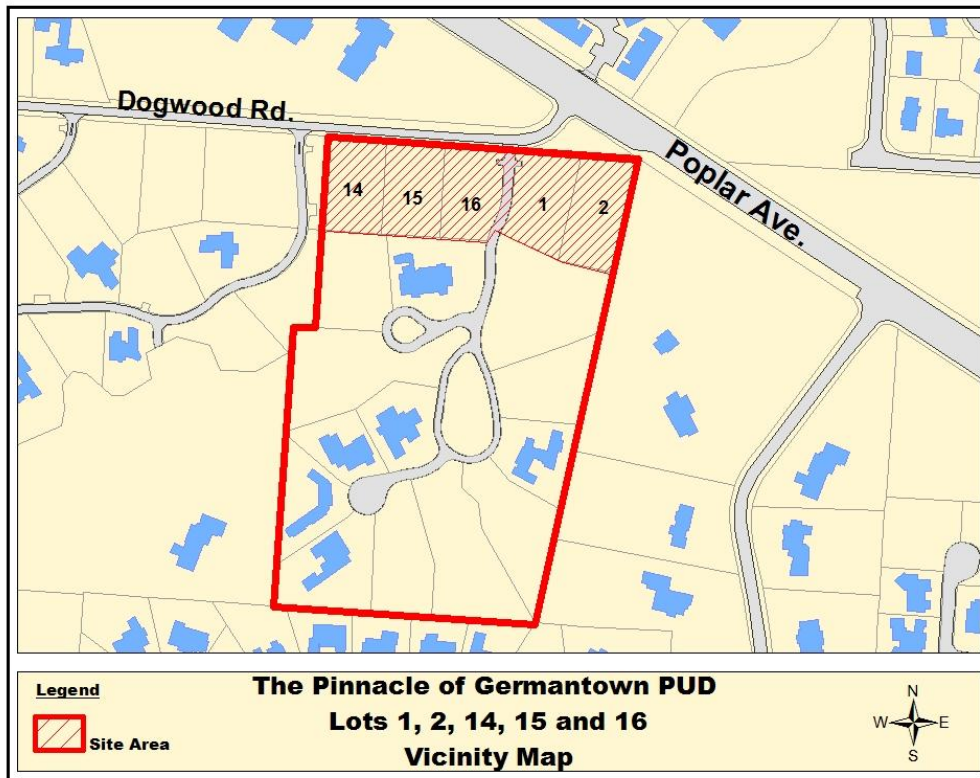 Dogwood Rd.
Poplar Ave.
14
15
16
1
2
Legend
Site Area
The Pinnacle of Germantown PUD
Lots 1, 2, 14, 15 and 16
Vicinity Map
N
W E
S